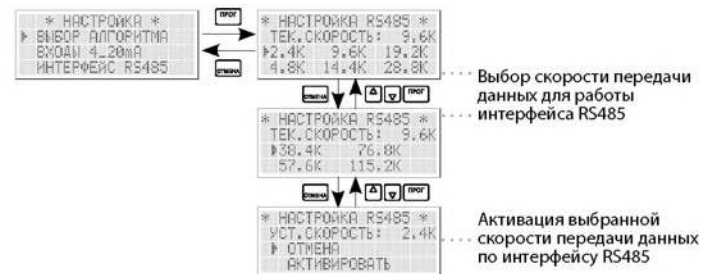 * НАСТРОЙКА *
ВЫБОР АЛГОРИТМА
ВХОДЫ 4_20mA
ИНТЕРФЕЙС RS485
ПРОГ
ОТМЕНА
* НАСТРОЙКА RS485 *
ТЕК.СКОРОСТЬ: 9.6K
2.4K 9.6K 19.2K
4.8K 14.4K 28.8K
Выбор скорости передачи
данных для работы
интерфейса RS485
ОТМЕНА
ПРОГ
* НАСТРОЙКА RS485 *
ТЕК.СКОРОСТЬ: 9.6K
38.4K 76.8K
57.6K 115.2K
ОТМЕНА
ПРОГ
* НАСТРОЙКА RS485 *
УСТ.СКОРОСТЬ: 2.4K
ОТМЕНА
АКТИВИРОВАТЬ
Активация выбранной
скорости передачи данных
по интерфейсу RS485